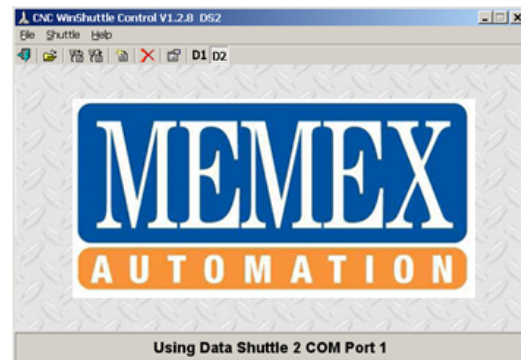 CNC WinShuttle Control V1.2.8 DS2
File Shuttle Help
D1 D2
MEMEX
AUTOMATION
Using Data Shuttle 2 COM Port 1